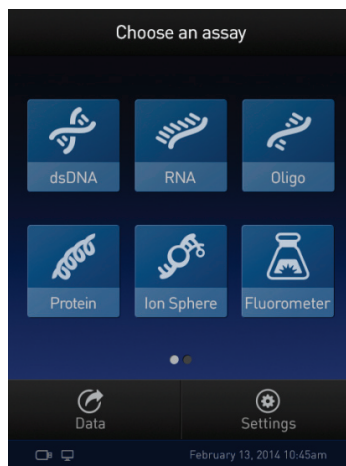 Choose an assay
dsDNA
RNA
Oligo
Protein
Ion Sphere
Fluorometer
Data
Settings
February 13, 2014 10:45am